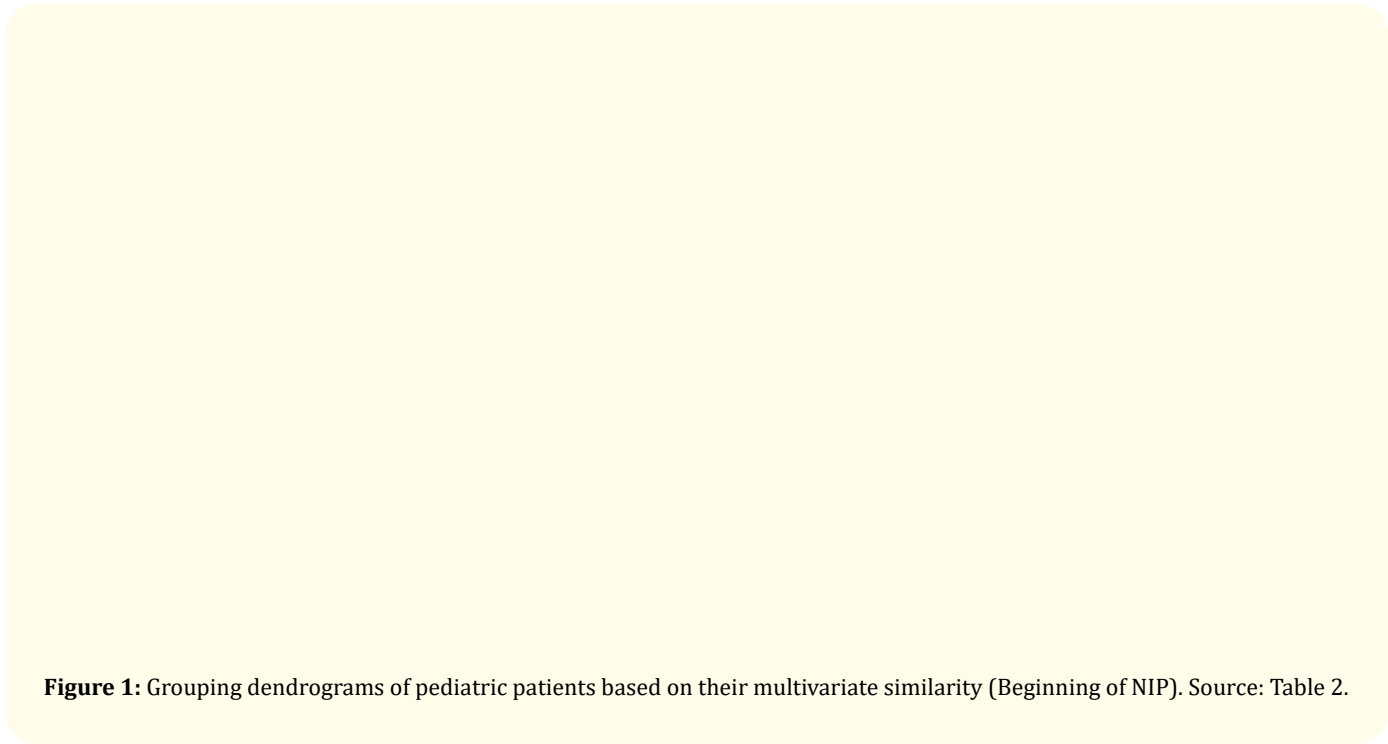 Figure 1: Grouping dendrograms of pediatric patients based on their multivariate similarity (Beginning of NIP). Source: Table 2.